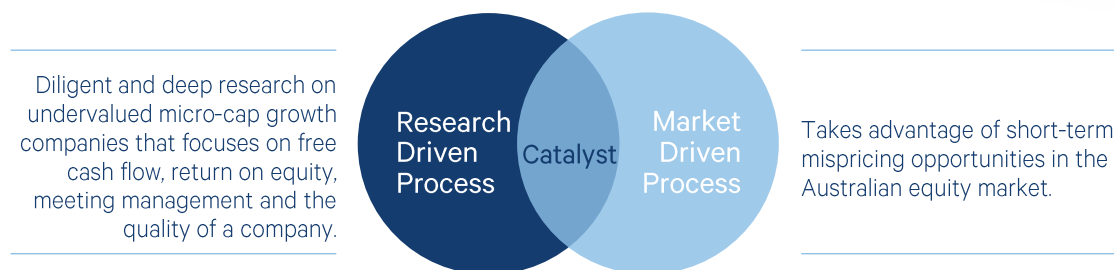 Diligent and deep research on
undervalued micro-cap growth
companies that focuses on free
cash flow, return on equity,
meeting management and the
quality of a company.
Research
Driven
Process
Catalyst
Market
Driven
Process
Takes advantage of short-term
mispricing opportunities in the
Australian equity market.